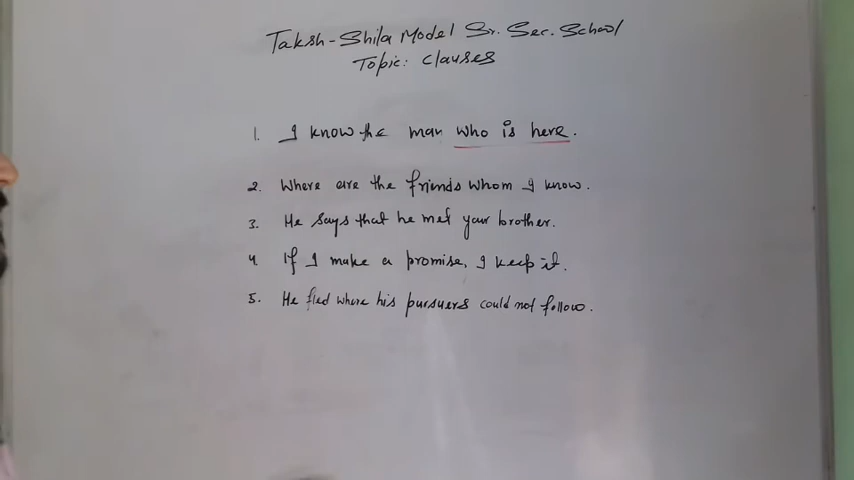 Taksh-Shila Model Sr. Sec. School
Topic: Clauses
1. I know the man who is here.
2. Where are the friends whom I know.
3. He says that he met your brother.
4. If I make a promise, I keep it.
5. He fled where his pursuers could not follow.